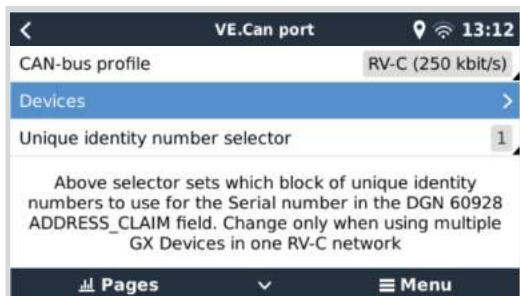 VE.Can port 13:12
CAN-bus profile RV-C (250 kbit/s)
Devices
Unique identity number selector 1
Above selector sets which block of unique identity
numbers to use for the Serial number in the DGN 60928
ADDRESS_CLAIM field. Change only when using multiple
GX Devices in one RV-C network
Pages Menu